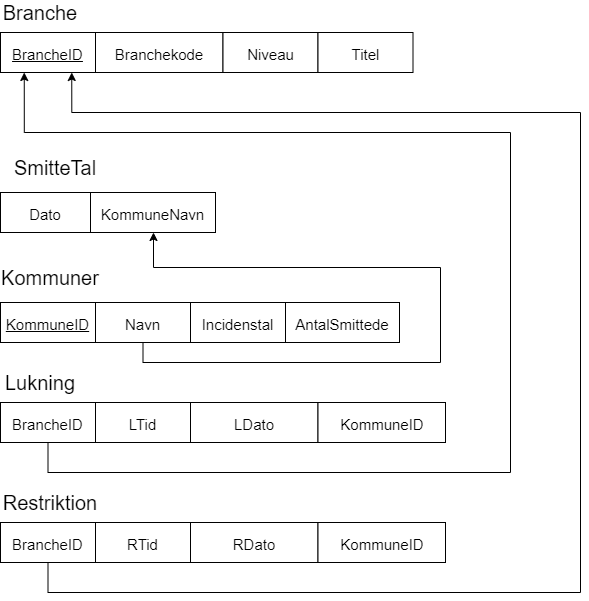 Branche
BrancheID Branchekode Niveau Titel
SmitteTal
Dato KommuneNavn
Kommuner
KommuneID Navn Incidenstal AntalSmittede
Lukning
BrancheID LTid LDato KommuneID
Restriktion
BrancheID RTid RDato KommuneID